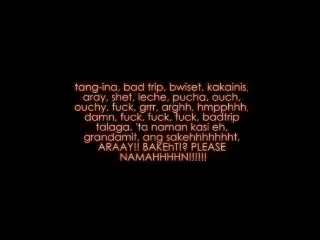 tang-ina, bad trip, bwiset, kakainis,
aray, shet, leche, pucha, ouch,
ouchy. fuck, grrr, arghh, hmpphhh,
damn, fuck, fuck, fuck, badtrip
talaga. 'ta naman kasi eh,
grandamit, ang sakehhhhhhht,
ARAAY!! BAKEhT!? PLEASE
NAMAHHHHN!!!!!!